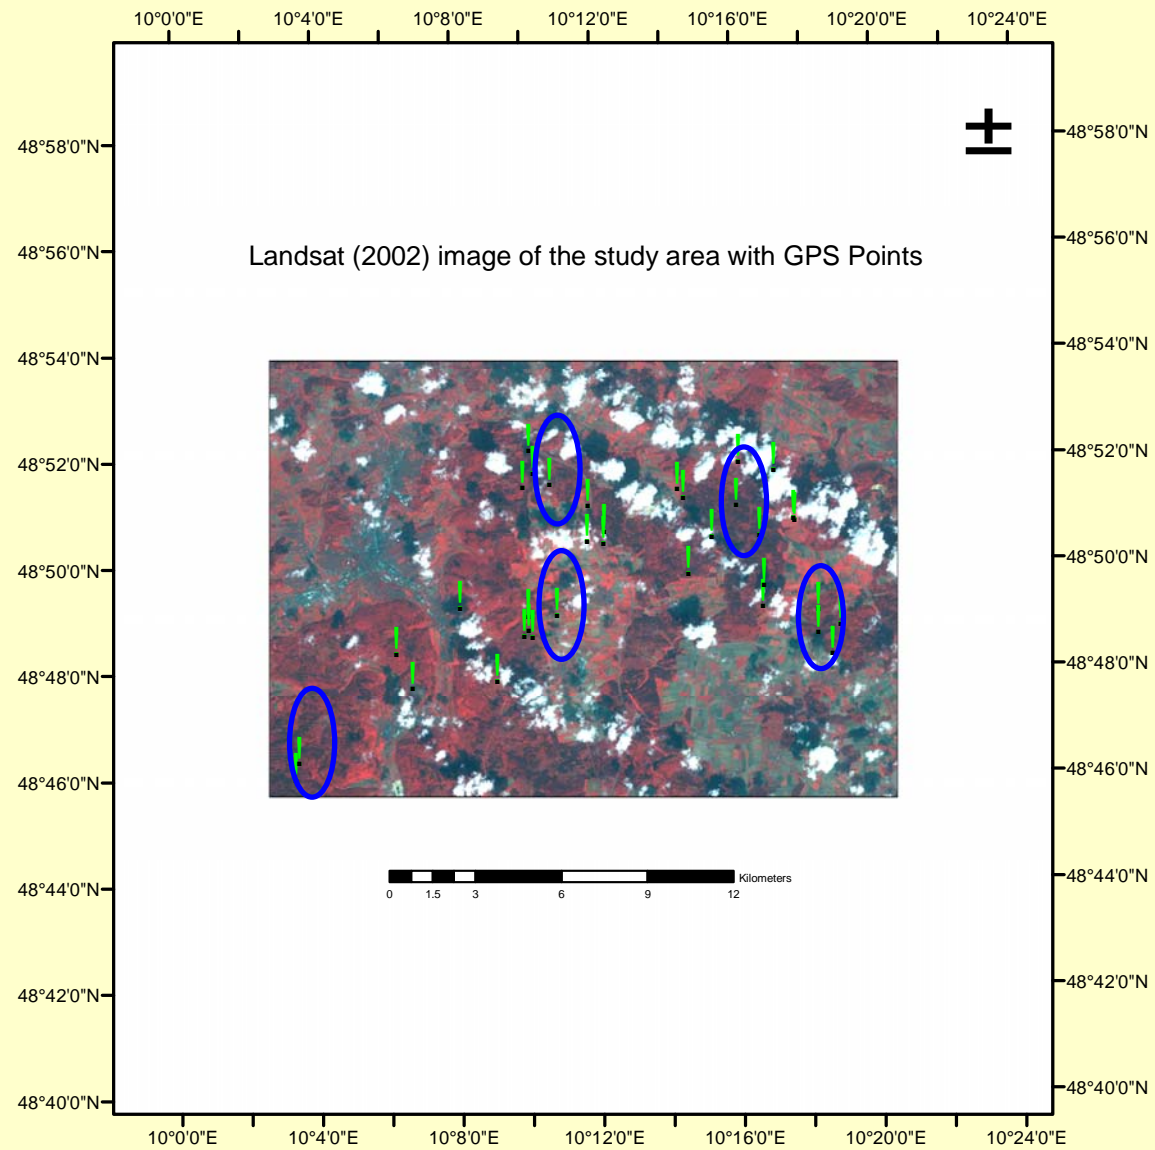 10°0'0"E 10°4'0"E 10°8'0"E 10°12'0"E 10°16'0"E 10°20'0"E 10°24'0"E
48°58'0"N 48°58'0"N
48°56'0"N 48°56'0"N
Landsat (2002) image of the study area with GPS Points
48°54'0"N 48°54'0"N
48°52'0"N 48°52'0"N
48°50'0"N 48°50'0"N
48°48'0"N 48°48'0"N
48°46'0"N 48°46'0"N
48°44'0"N 48°44'0"N
Kilometers
0 1.5 3 6 9 12
48°42'0"N 48°42'0"N
48°40'0"N 48°40'0"N
10°0'0"E 10°4'0"E 10°8'0"E 10°12'0"E 10°16'0"E 10°20'0"E 10°24'0"E